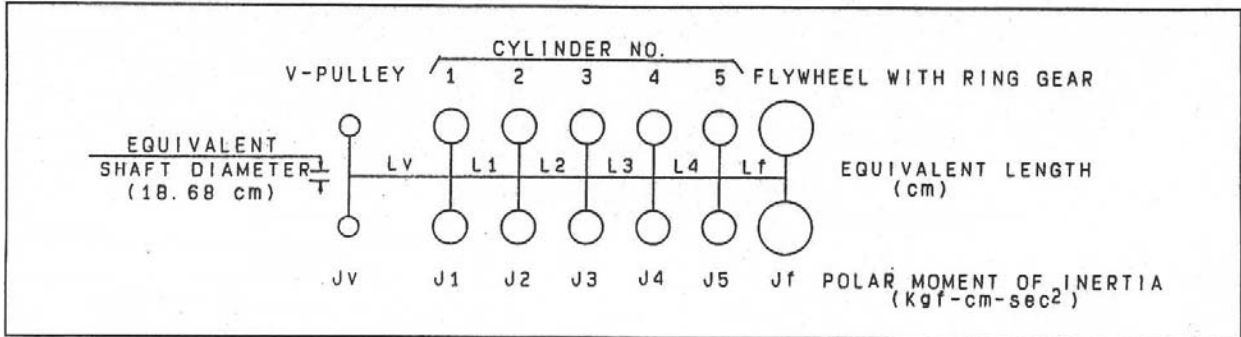 CYLINDER NO.
V-PULLEY 1 2 3 4 5 FLYWHEEL WITH RING GEAR
EQUIVALENT
SHAFT DIAMETER
(18.68 cm)
Lv L1 L2 L3 L4 Lf
EQUIVALENT LENGTH
(cm)
Jv J1 J2 J3 J4 J5 Jf POLAR MOMENT OF INERTIA
(Kgf-cm-sec²)